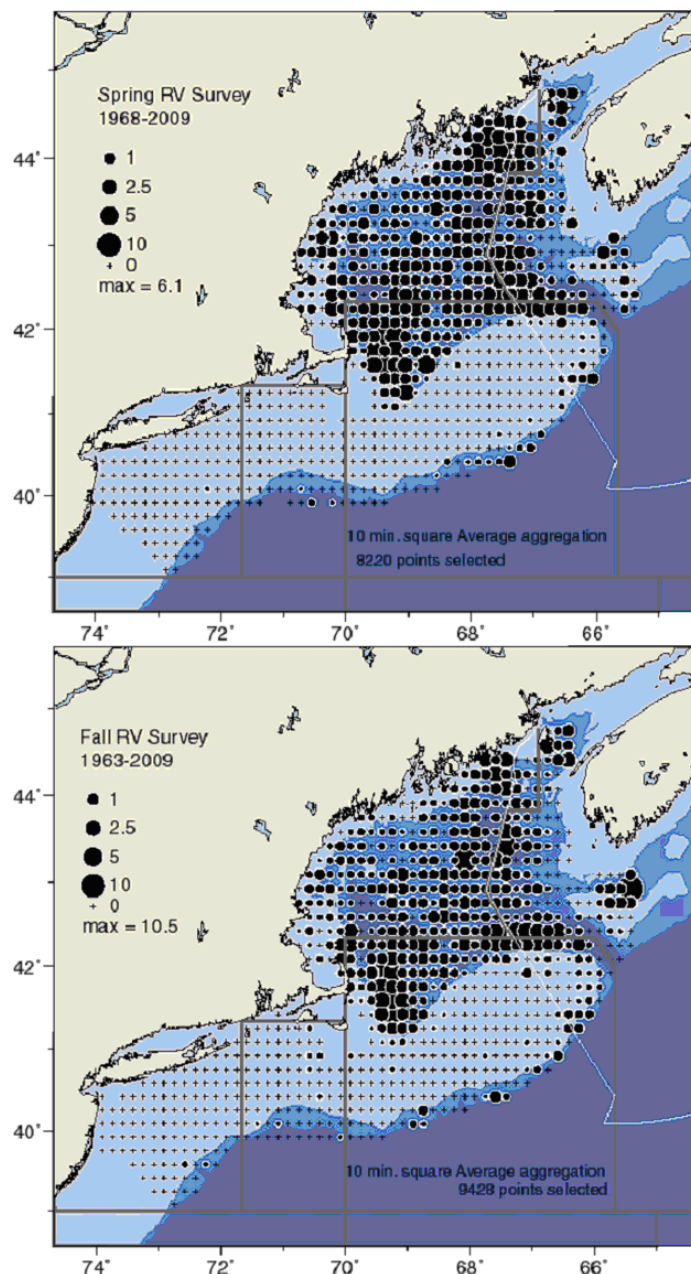 Spring RV Survey
1968-2009
1
2.5
5
10
+ 0
max = 6.1
44°
42°
40°
10 min. square Average aggregation
8220 points selected
74° 72° 70° 68° 66°
Fall RV Survey
1963-2009
1
2.5
5
10
+ 0
max = 10.5
44°
42°
40°
10 min. square Average aggregation
9428 points selected
74° 72° 70° 68° 66°